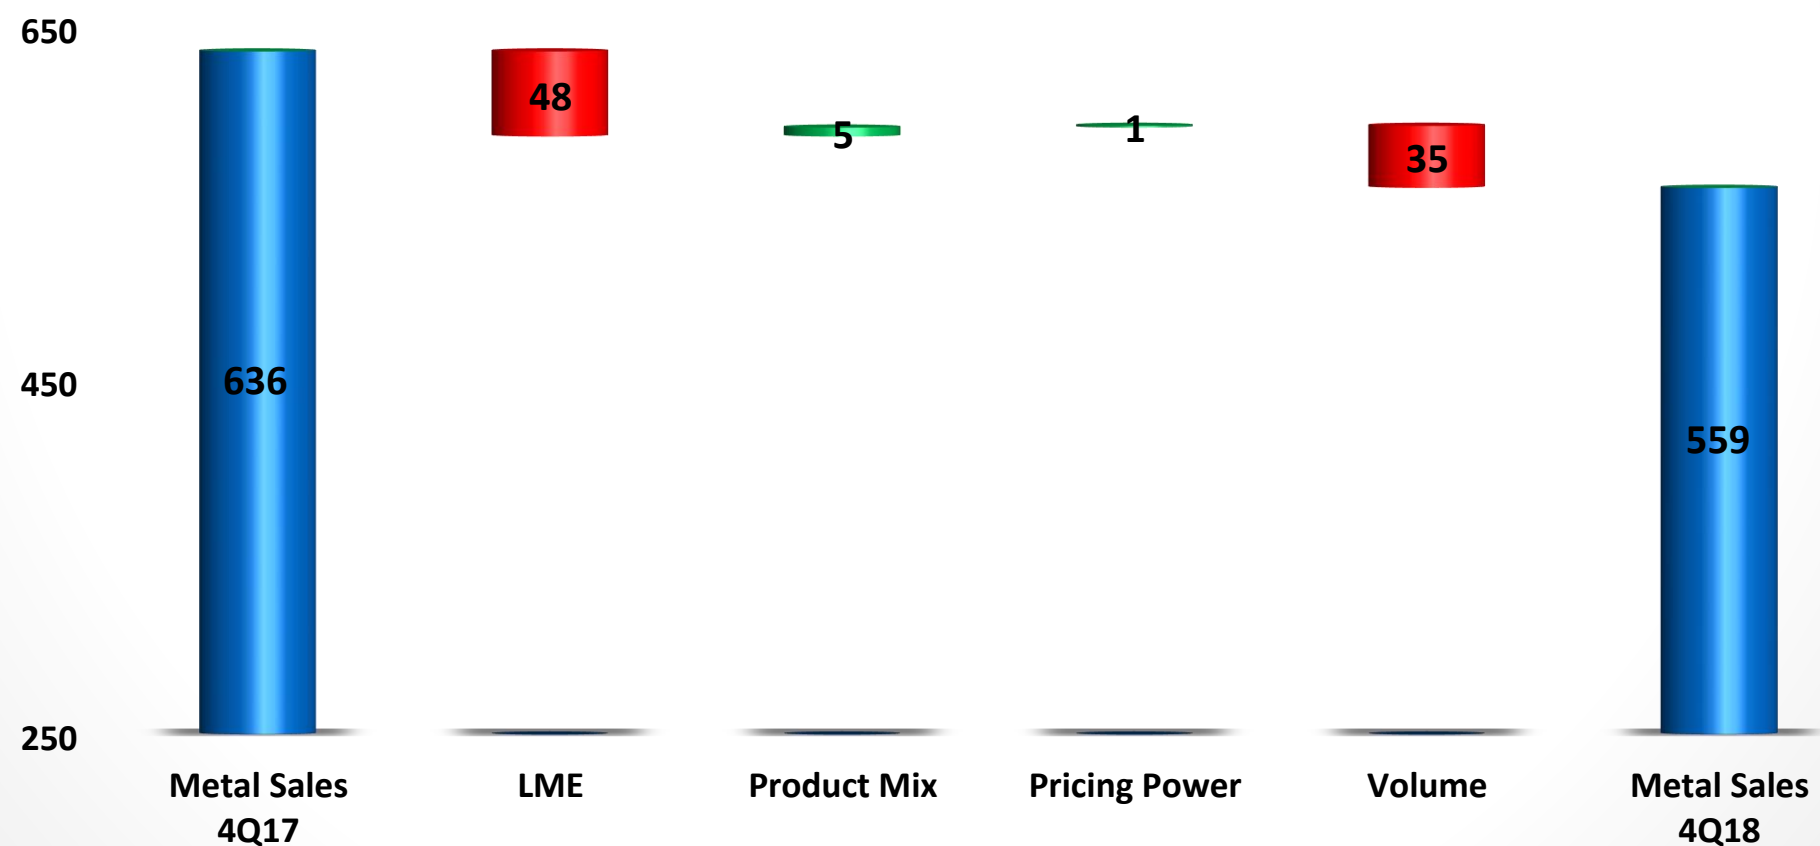 650
450
250
636
48
5
1
35
559
Metal Sales
4Q17
LME
Product Mix
Pricing Power
Volume
Metal Sales
4Q18